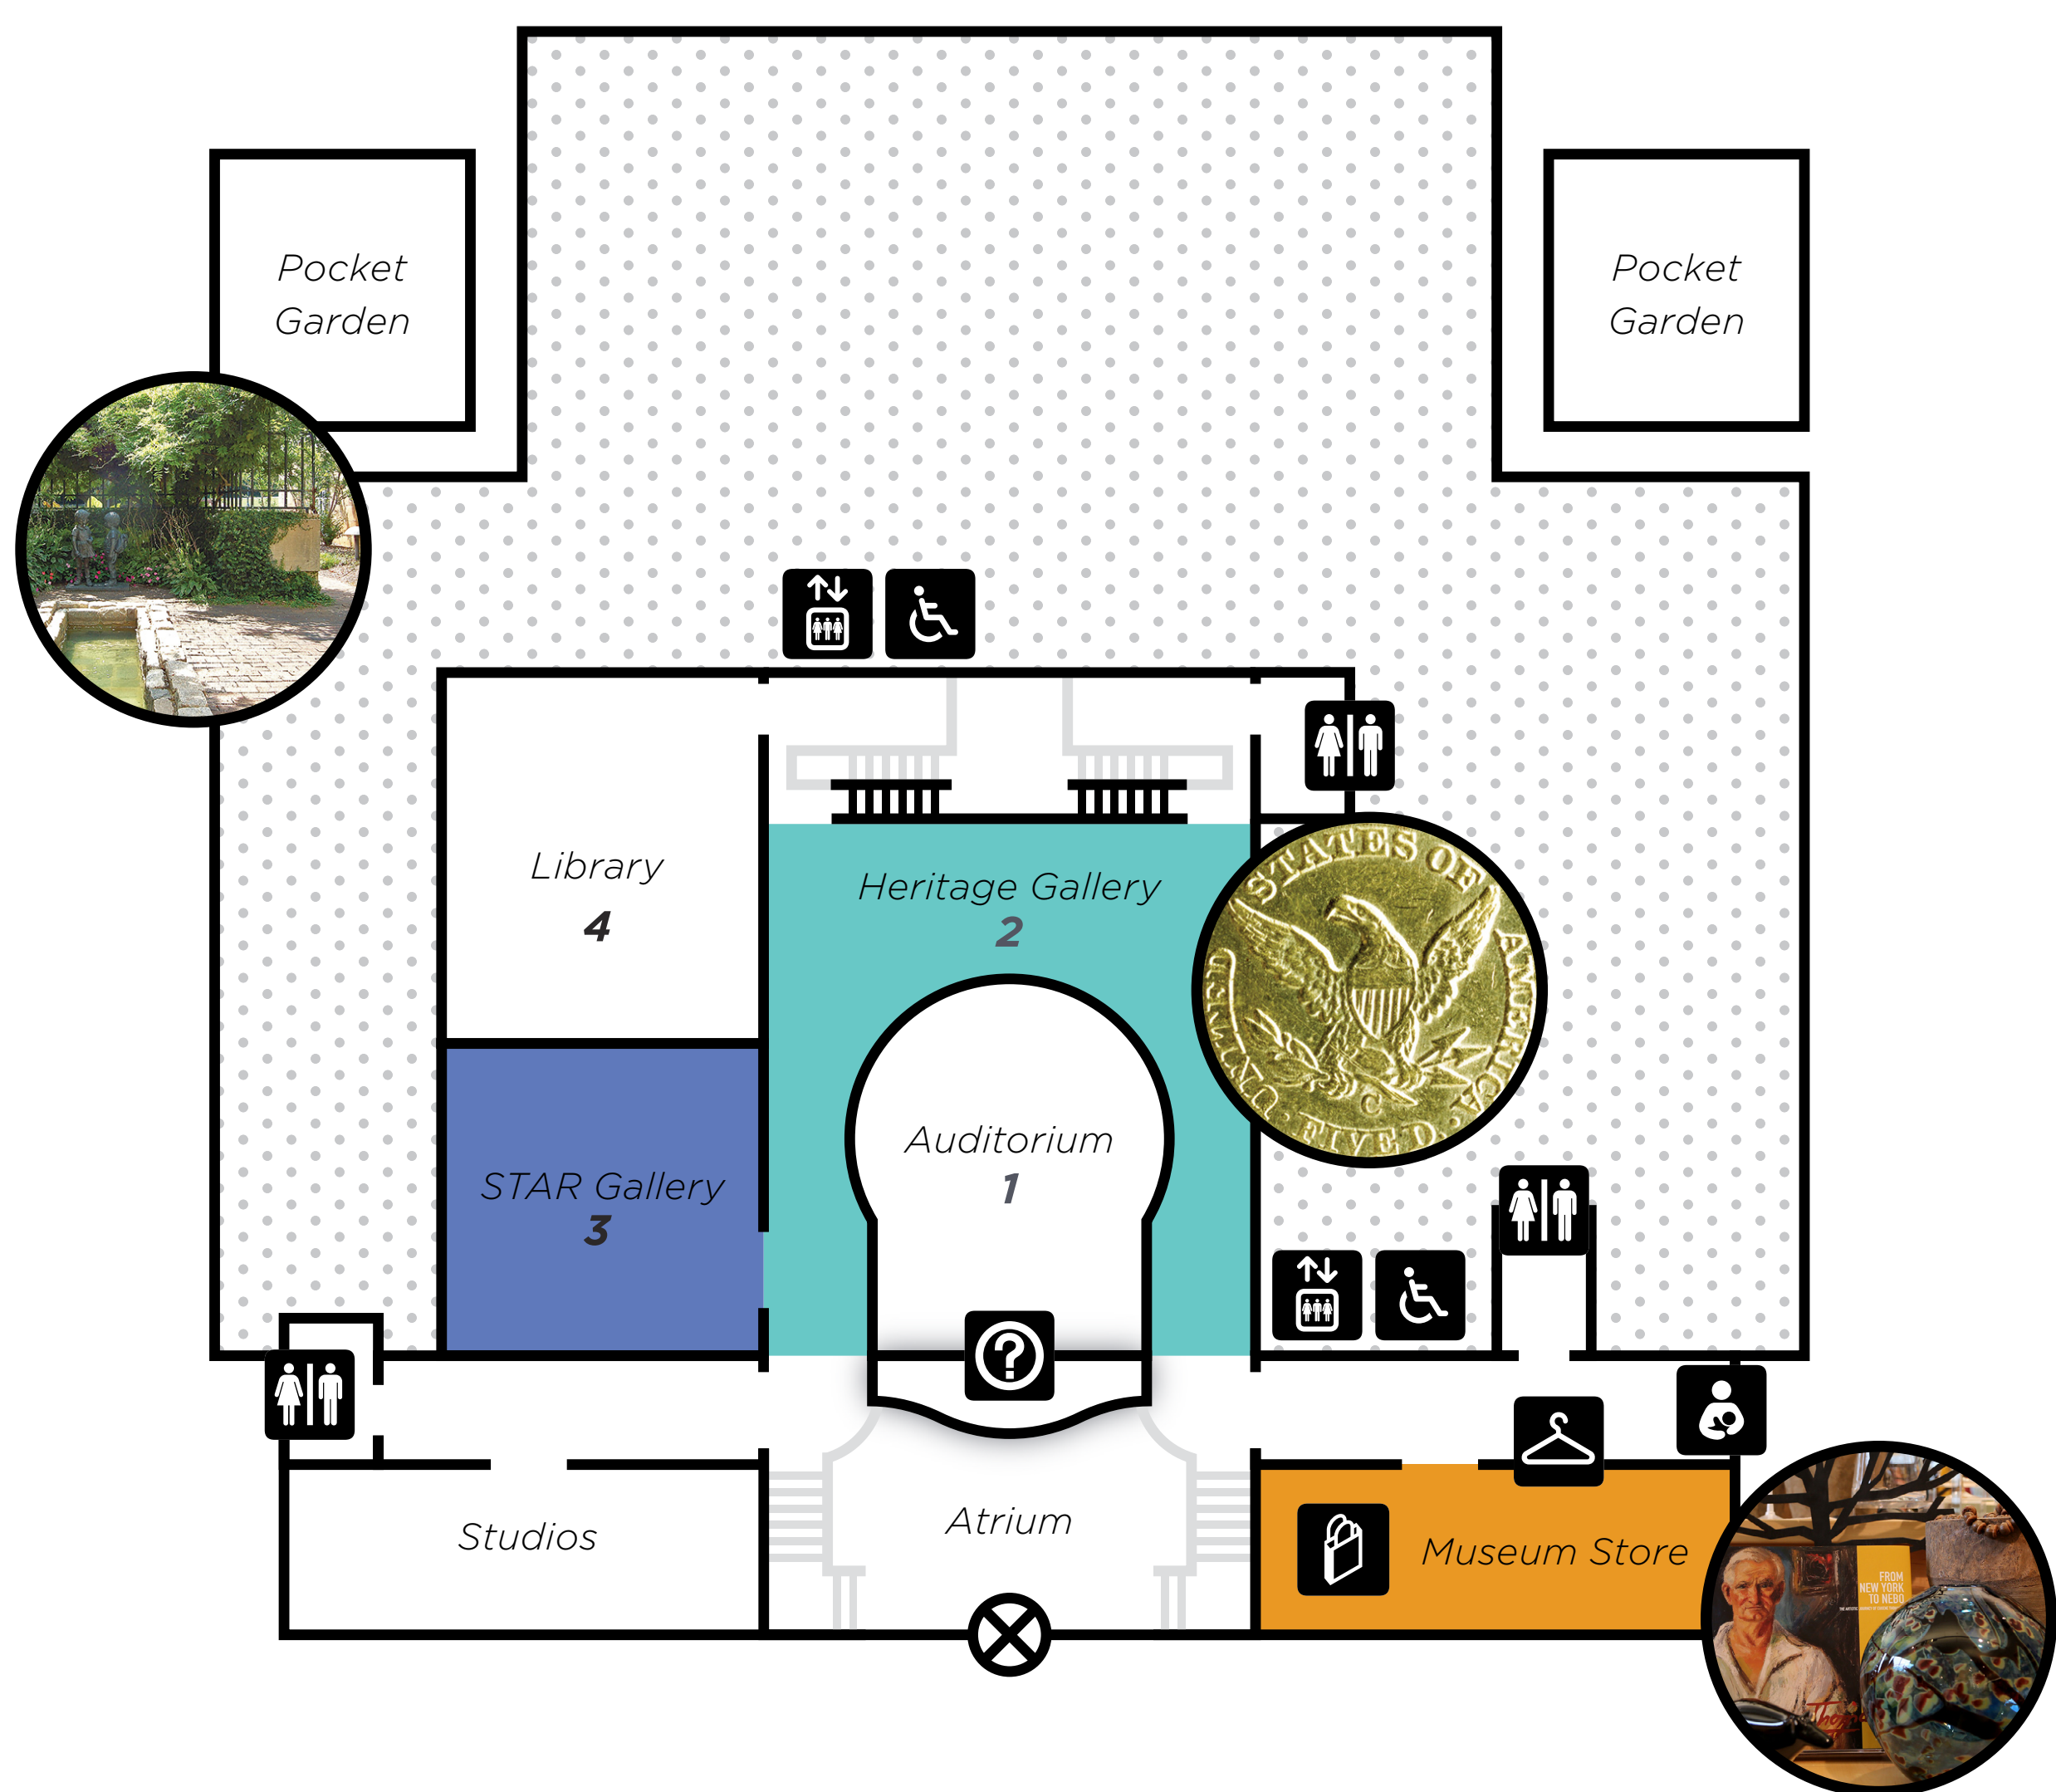 Pocket
Garden
Pocket
Garden
Library
4
Heritage Gallery
2
STATES OF AMERICA.
UNITED
FIVE D.
C
Auditorium
1
STAR Gallery
3
?
Atrium
Studios
Museum Store
FROM
NEW YORK
TO NEBO